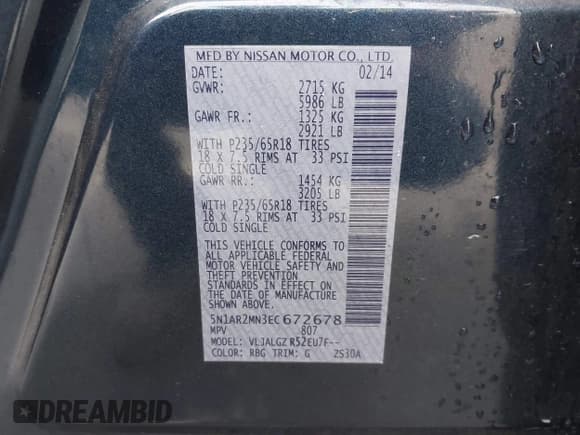 MFD BY NISSAN MOTOR CO., LTD.
DATE: 02/14
GVWR: 2715 KG
5986 LB
GAWR FR.: 1325 KG
2921 LB
WITH P235/65R18 TIRES
18 X 7.5 RIMS AT 33 PSI
COLD SINGLE
GAWR RR.: 1454 KG
3205 LB
WITH P235/65R18 TIRES
18 X 7.5 RIMS AT 33 PSI
COLD SINGLE
THIS VEHICLE CONFORMS TO
ALL APPLICABLE FEDERAL
MOTOR VEHICLE SAFETY AND
THEFT PREVENTION
STANDARDS IN EFFECT ON
THE DATE OF MANUFACTURE
SHOWN ABOVE.
5N1AR2MN3EC672678
MPV 807
MODEL: VLJALGZ R52EU7F--
COLOR: RBG TRIM: G 2S30A
DREAMBID